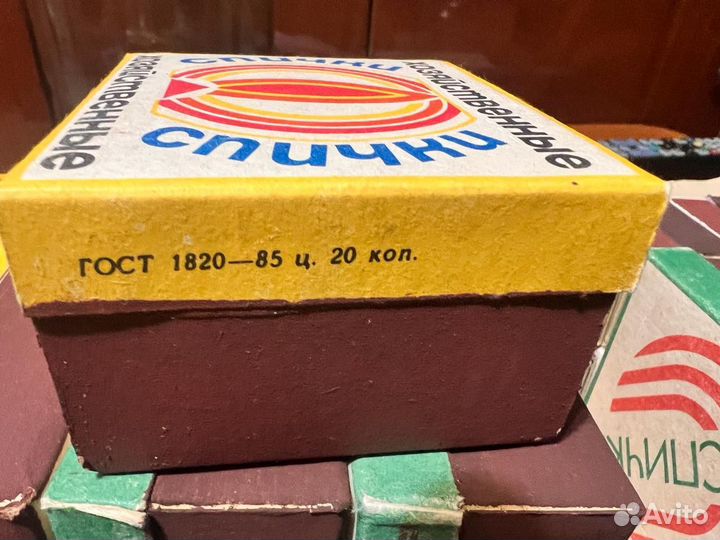 спички
хозяйственные
хозяйственные
спички
ГОСТ 1820—85 ц. 20 коп.
СПИЧК
Avito